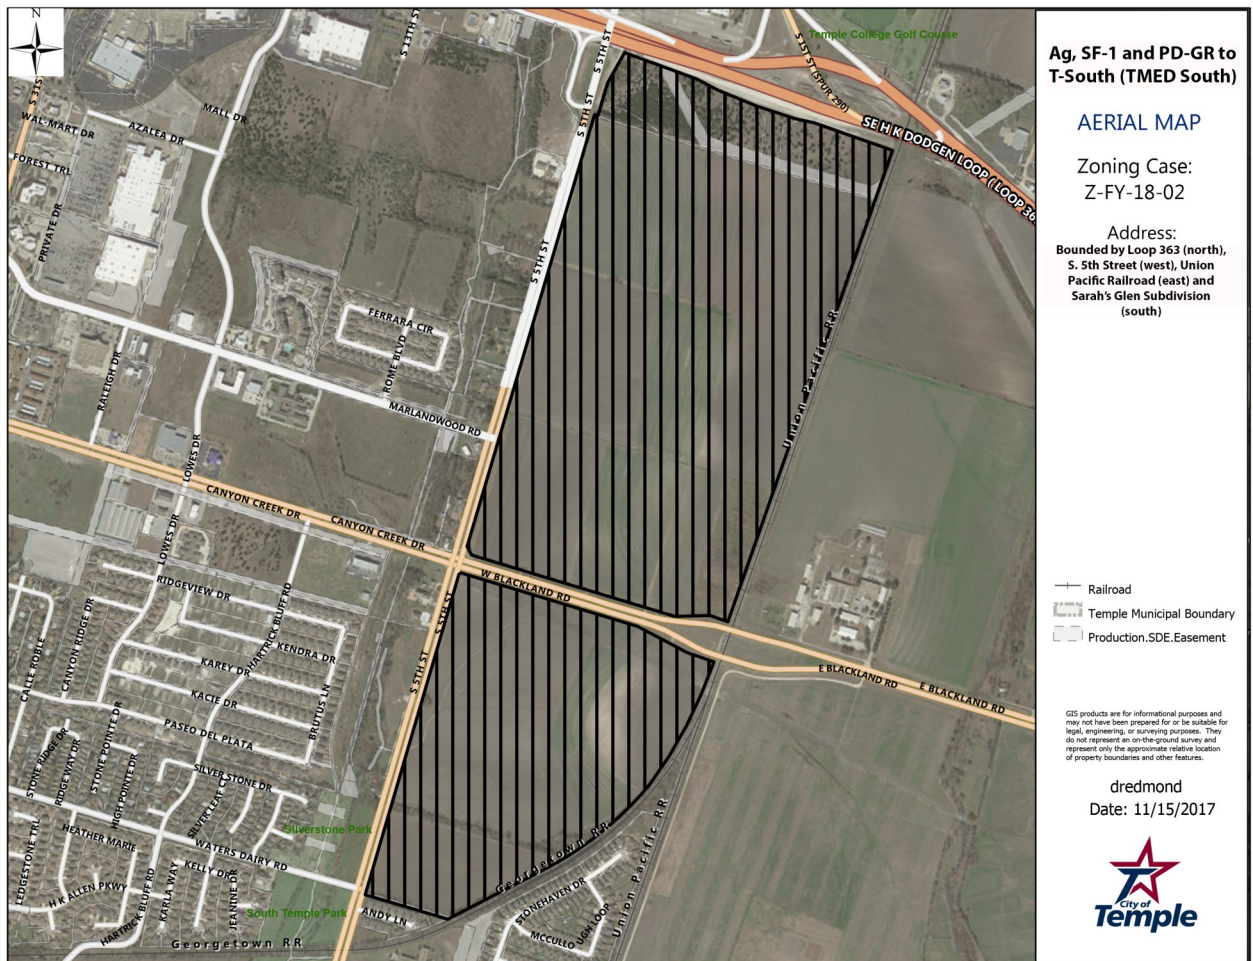 N
S 31S
WAL-MART DR
FOREST TRL
AZALEA DR
MALL DR
PRIVATE DR
S 13TH ST
S 5TH ST
S 5TH ST
S 5TH ST
Temple College Golf Course
S 1ST ST (SPUR 290)
SE H K DODGEN LOOP ( LOOP 36
FERRARA CIR
ROME BLVD
RALEIGH DR
MARLANDWOOD RD
LOWES DR
Union Pacific RR
CANYON CREEK DR
CANYON CREEK DR
LOWES DR
W BLACKLAND RD
RIDGEVIEW DR
S 5TH ST
HARTRICK BLUFF RD
KENDRA DR
CALLE ROBLE
CANYON RIDGE DR
KAREY DR
KACIE DR
BRUTUS LN
S 5TH ST
E BLACKLAND RD
E BLACKLAND RD
PASEO DEL PLATA
STONE RIDGE DR
RIDGEWAY DR
STONE POINTE DR
HIGH POINTE DR
SILVER STONE DR
SILVER LEAF CT
Silverstone Park
HEATHER MARIE
WATERS DAIRY RD
LEDGESTONE TRL
KELLY DR
H K ALLEN PKWY
KARLA WAY
JEANINE DR
HARTRICK BLUFF RD
South Temple Park
ANDY LN
Georgetown RR
Georgetown RR
STONEHAVEN DR
MCCULLO
UGH LOOP
Union Pacific RR
Ag, SF-1 and PD-GR to
T-South (TMED South)
AERIAL MAP
Zoning Case:
Z-FY-18-02
Address:
Bounded by Loop 363 (north),
S. 5th Street (west), Union
Pacific Railroad (east) and
Sarah's Glen Subdivision
(south)
Railroad
Temple Municipal Boundary
Production.SDE.Easement
GIS products are for informational purposes and
may not have been prepared for or be suitable for
legal, engineering, or surveying purposes. They
do not represent an on-the-ground survey and
represent only the approximate relative location
of property boundaries and other features.
dredmond
Date: 11/15/2017
City of
Temple